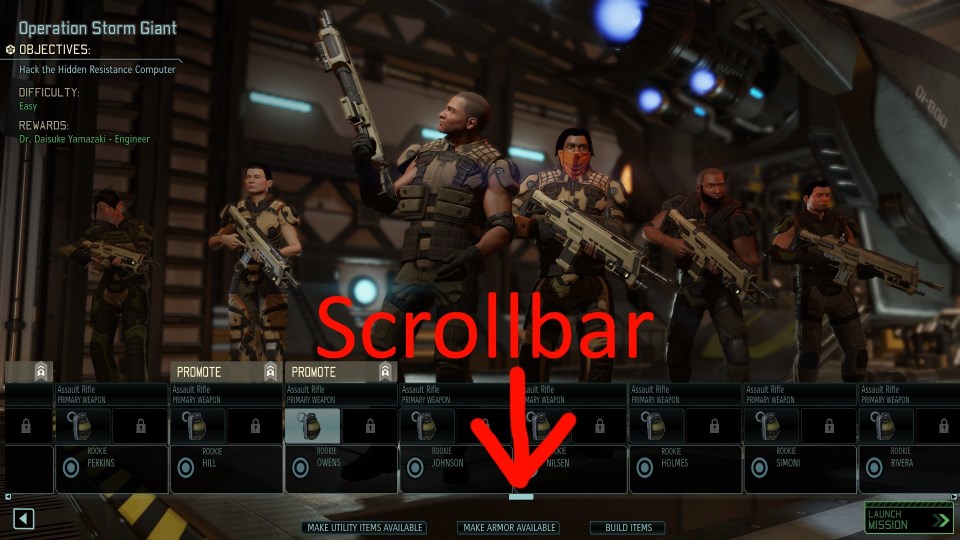 Operation Storm Giant
OBJECTIVES:
Hack the Hidden Resistance Computer
DIFFICULTY:
Easy
REWARDS:
Dr. Daisuke Yamazaki - Engineer
01-800
Scrollbar
PROMOTE
PROMOTE
Assault Rifle
PRIMARY WEAPON
Assault Rifle
PRIMARY WEAPON
Assault Rifle
PRIMARY WEAPON
Assault Rifle
PRIMARY WEAPON
Assault Rifle
PRIMARY WEAPON
Assault Rifle
PRIMARY WEAPON
Assault Rifle
PRIMARY WEAPON
Assault Rifle
PRIMARY WEAPON
ROOKIE
PERKINS
ROOKIE
HILL
ROOKIE
OWENS
ROOKIE
JOHNSON
ROOKIE
NILSEN
ROOKIE
HOLMES
ROOKIE
SIMONI
ROOKIE
RIVERA
MAKE UTILITY ITEMS AVAILABLE
MAKE ARMOR AVAILABLE
BUILD ITEMS
LAUNCH
MISSION